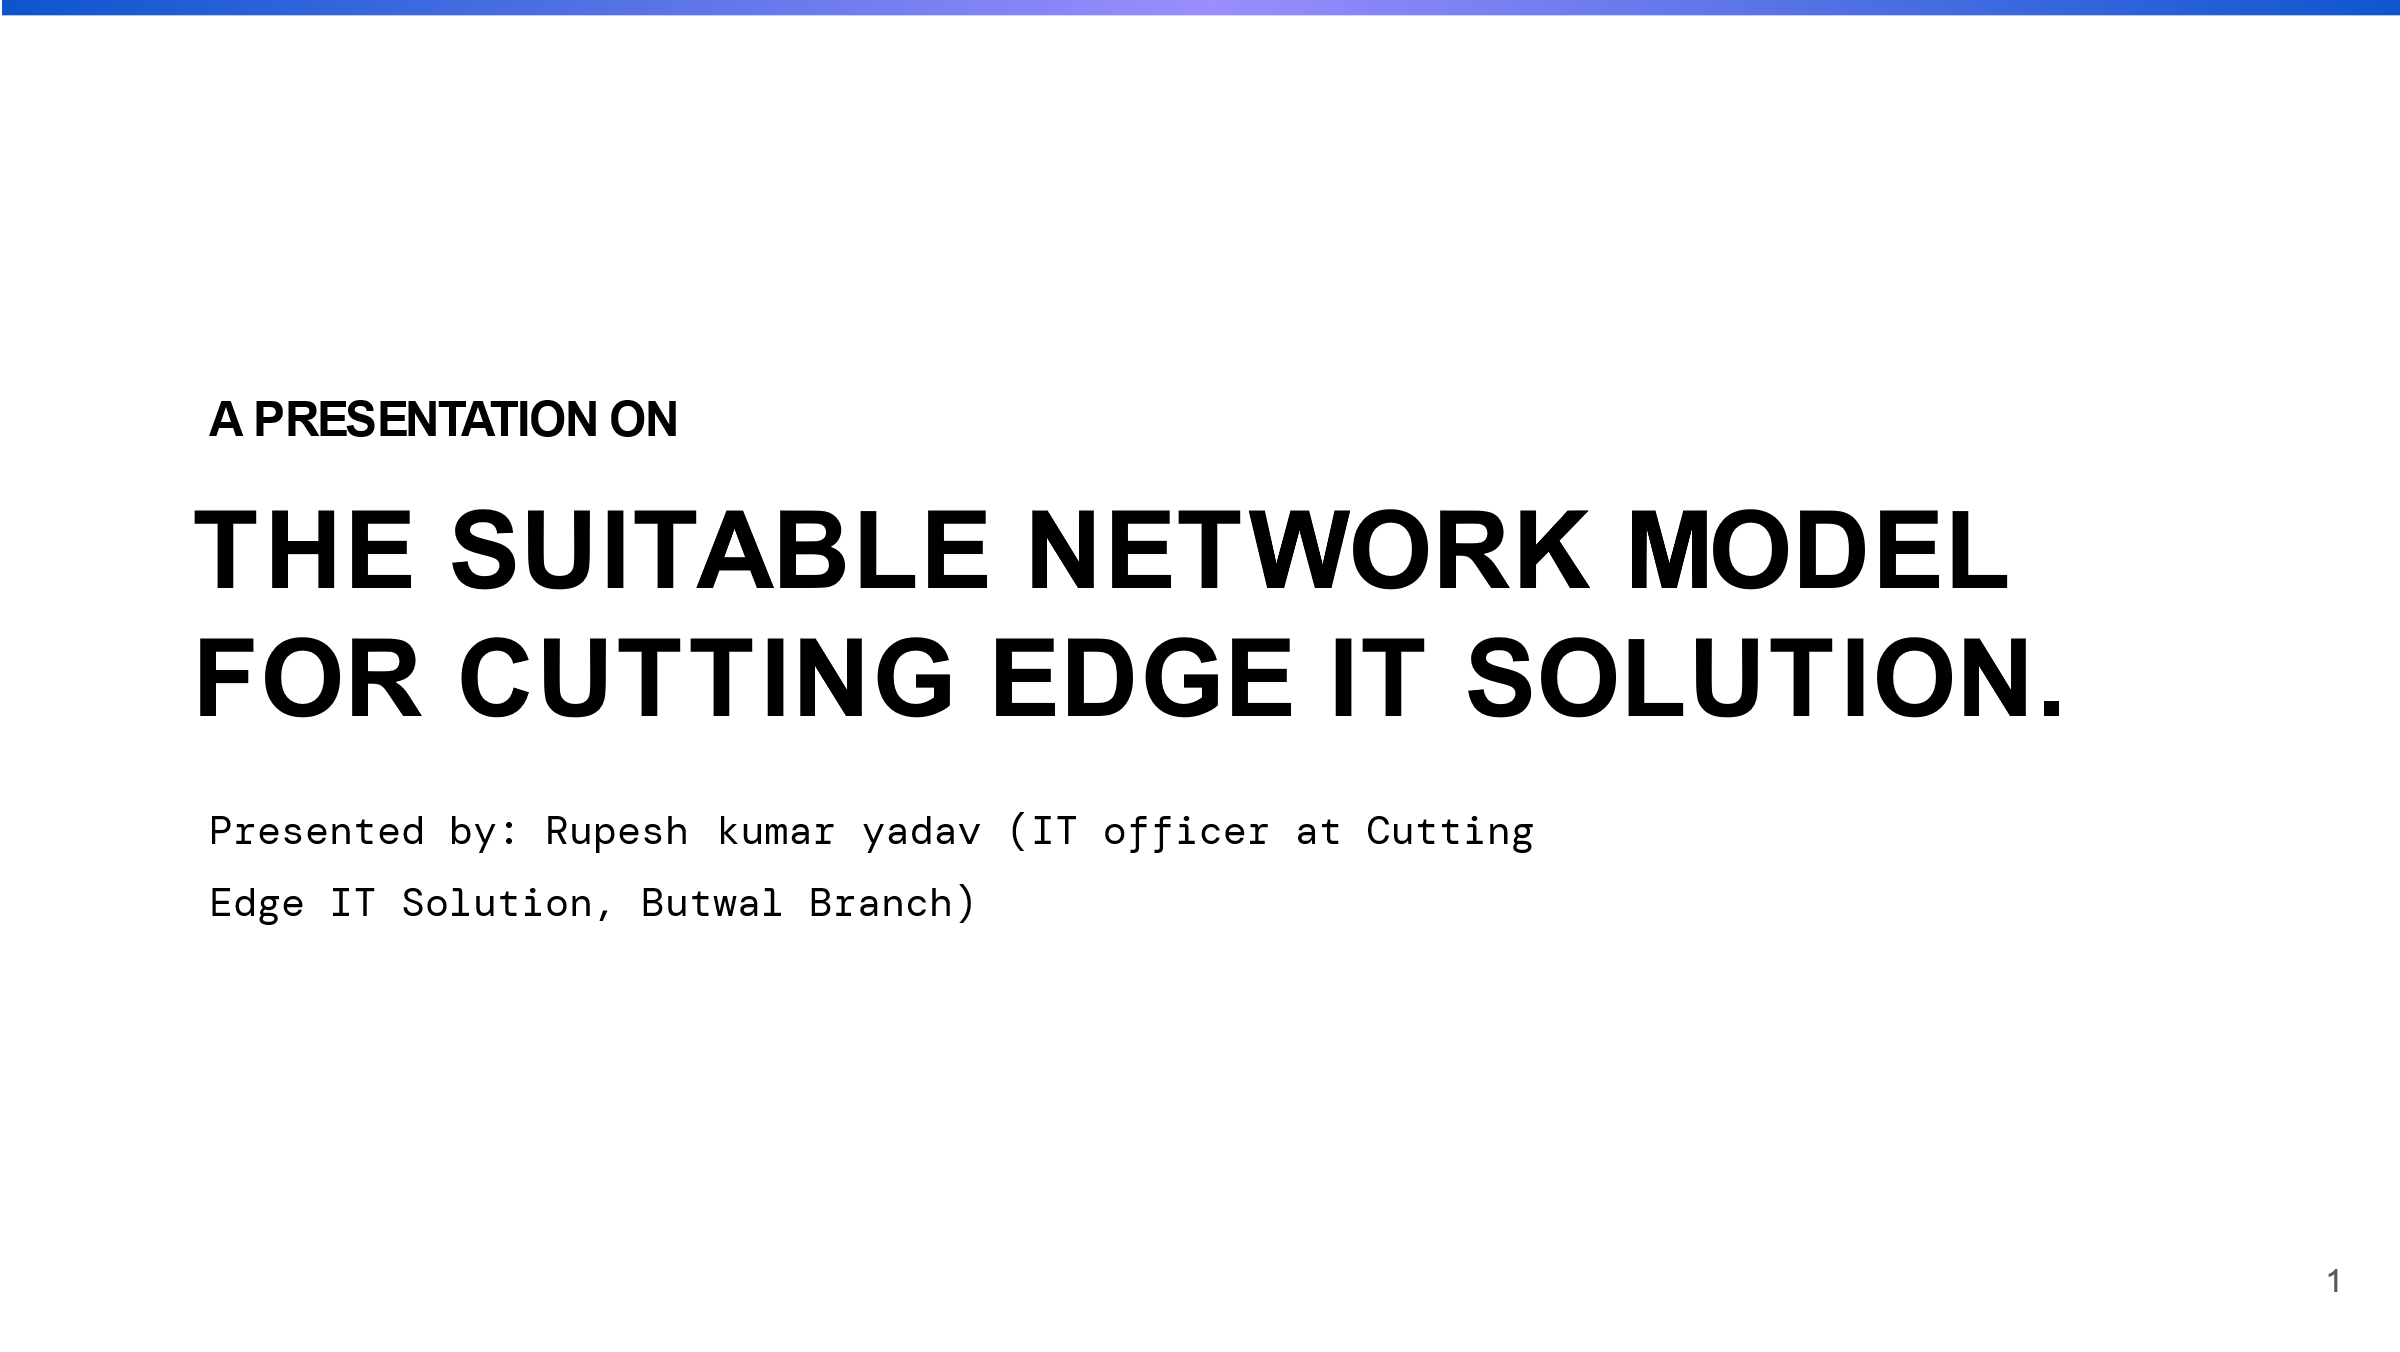 A PRESENTATION ON
THE SUITABLE NETWORK MODEL
FOR CUTTING EDGE IT SOLUTION.
Presented by: Rupesh kumar yadav (IT officer at Cutting
Edge IT Solution, Butwal Branch)
1